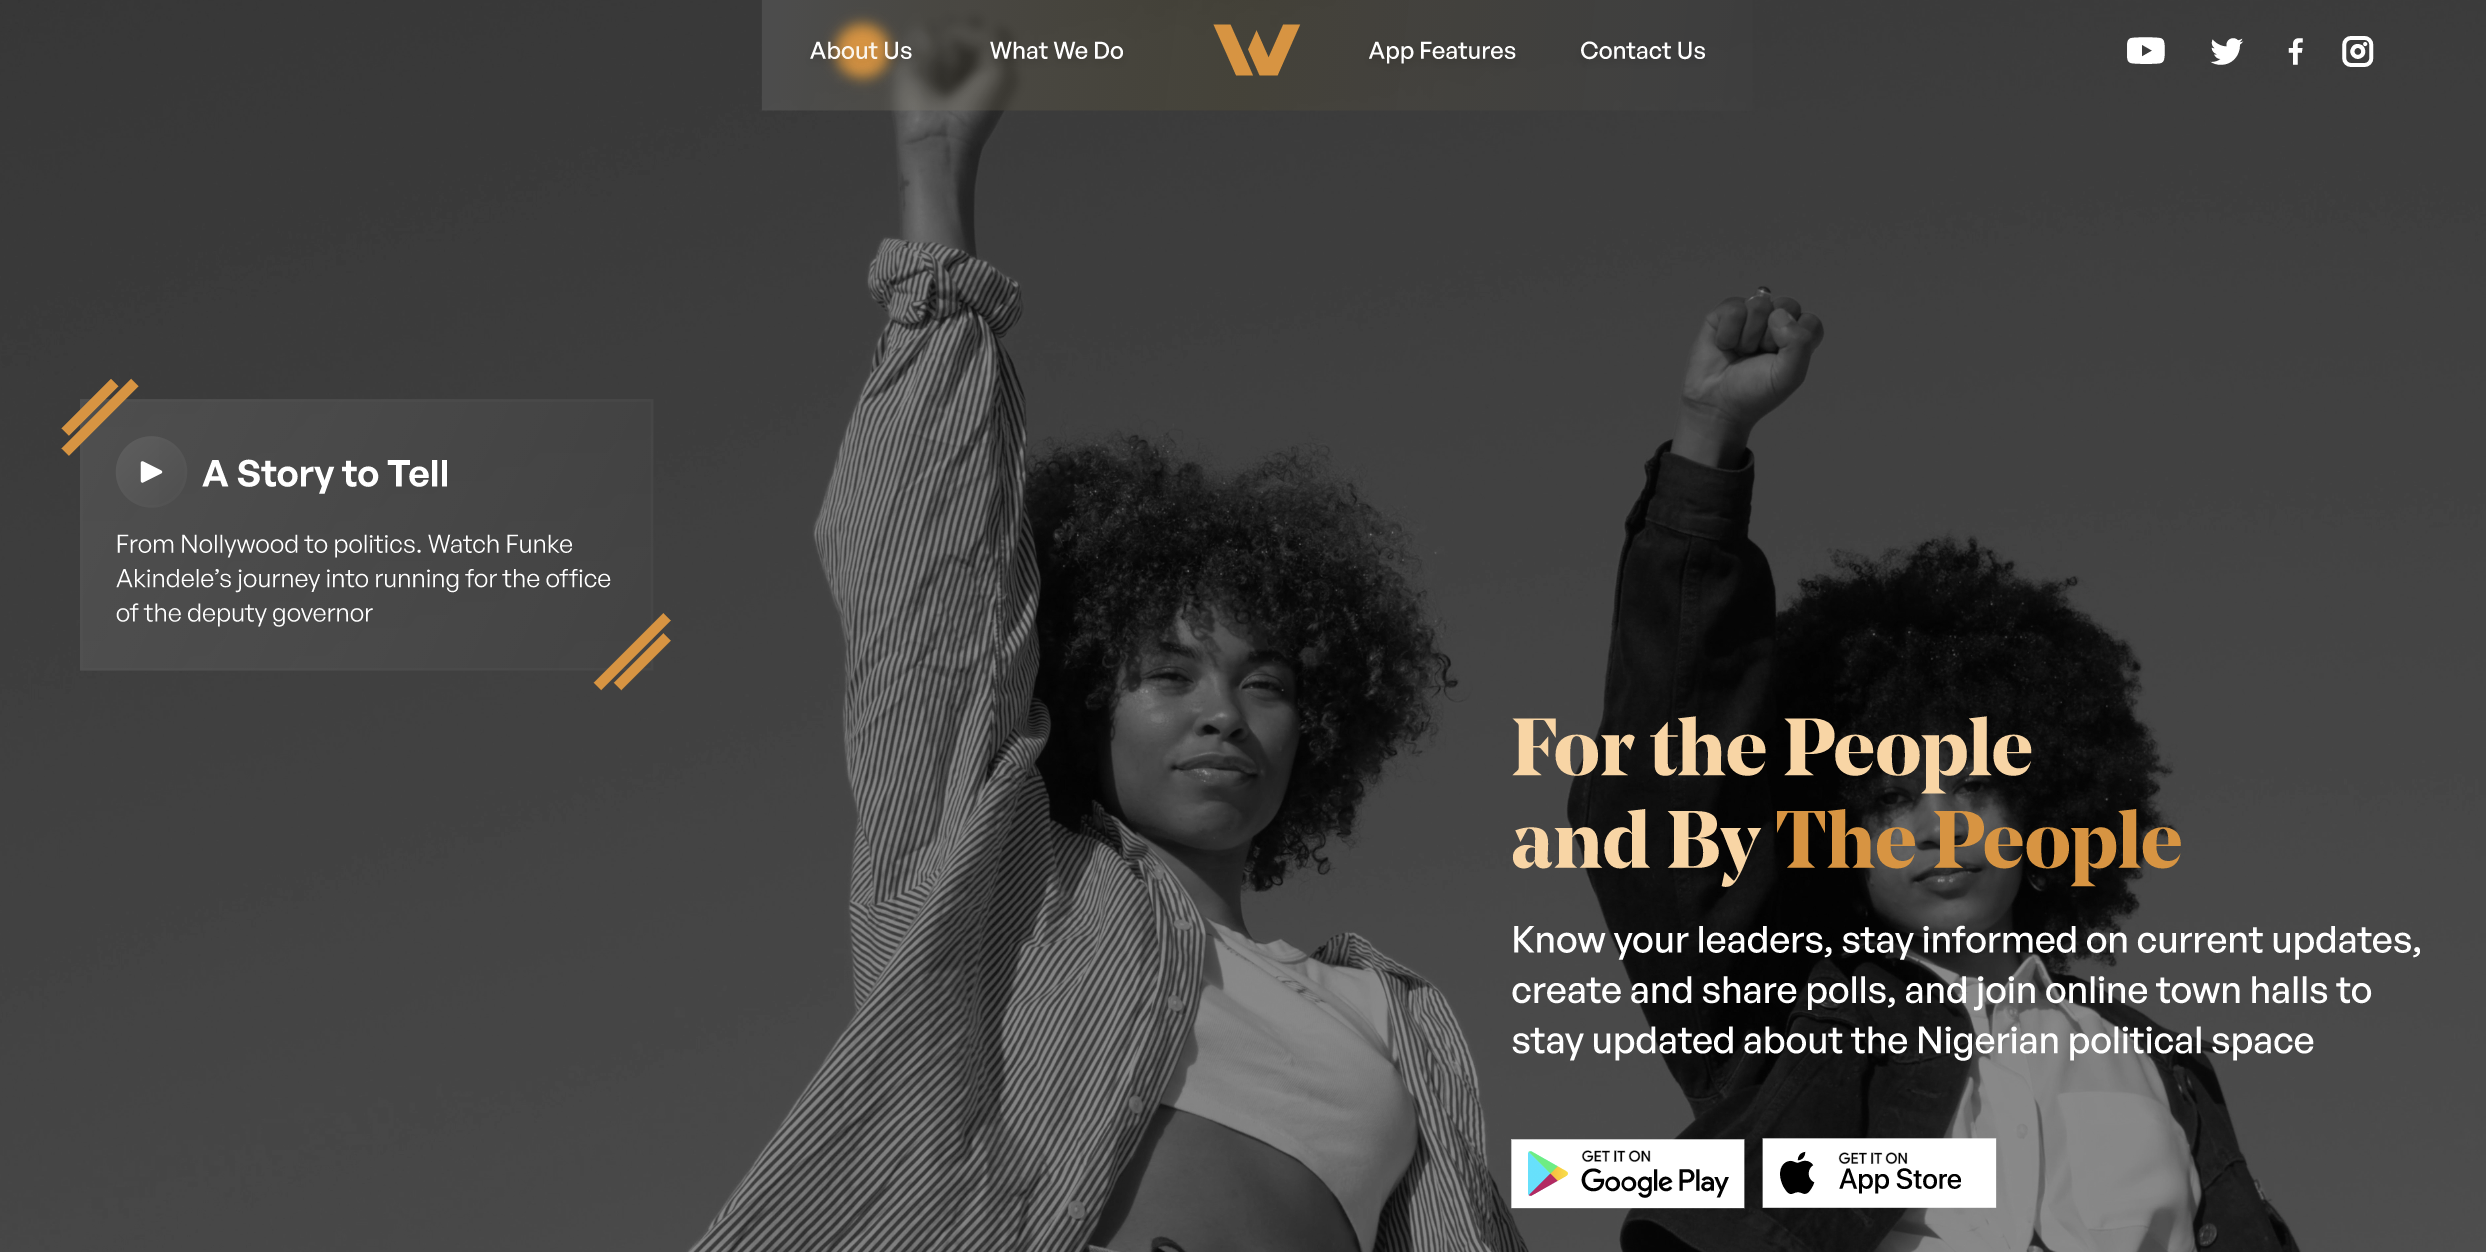 About Us
What We Do
App Features
Contact Us
A Story to Tell
From Nollywood to politics. Watch Funke
Akindele’s journey into running for the office
of the deputy governor
For the People
and By The People
Know your leaders, stay informed on current updates,
create and share polls, and join online town halls to
stay updated about the Nigerian political space
GET IT ON
Google Play
GET IT ON
App Store